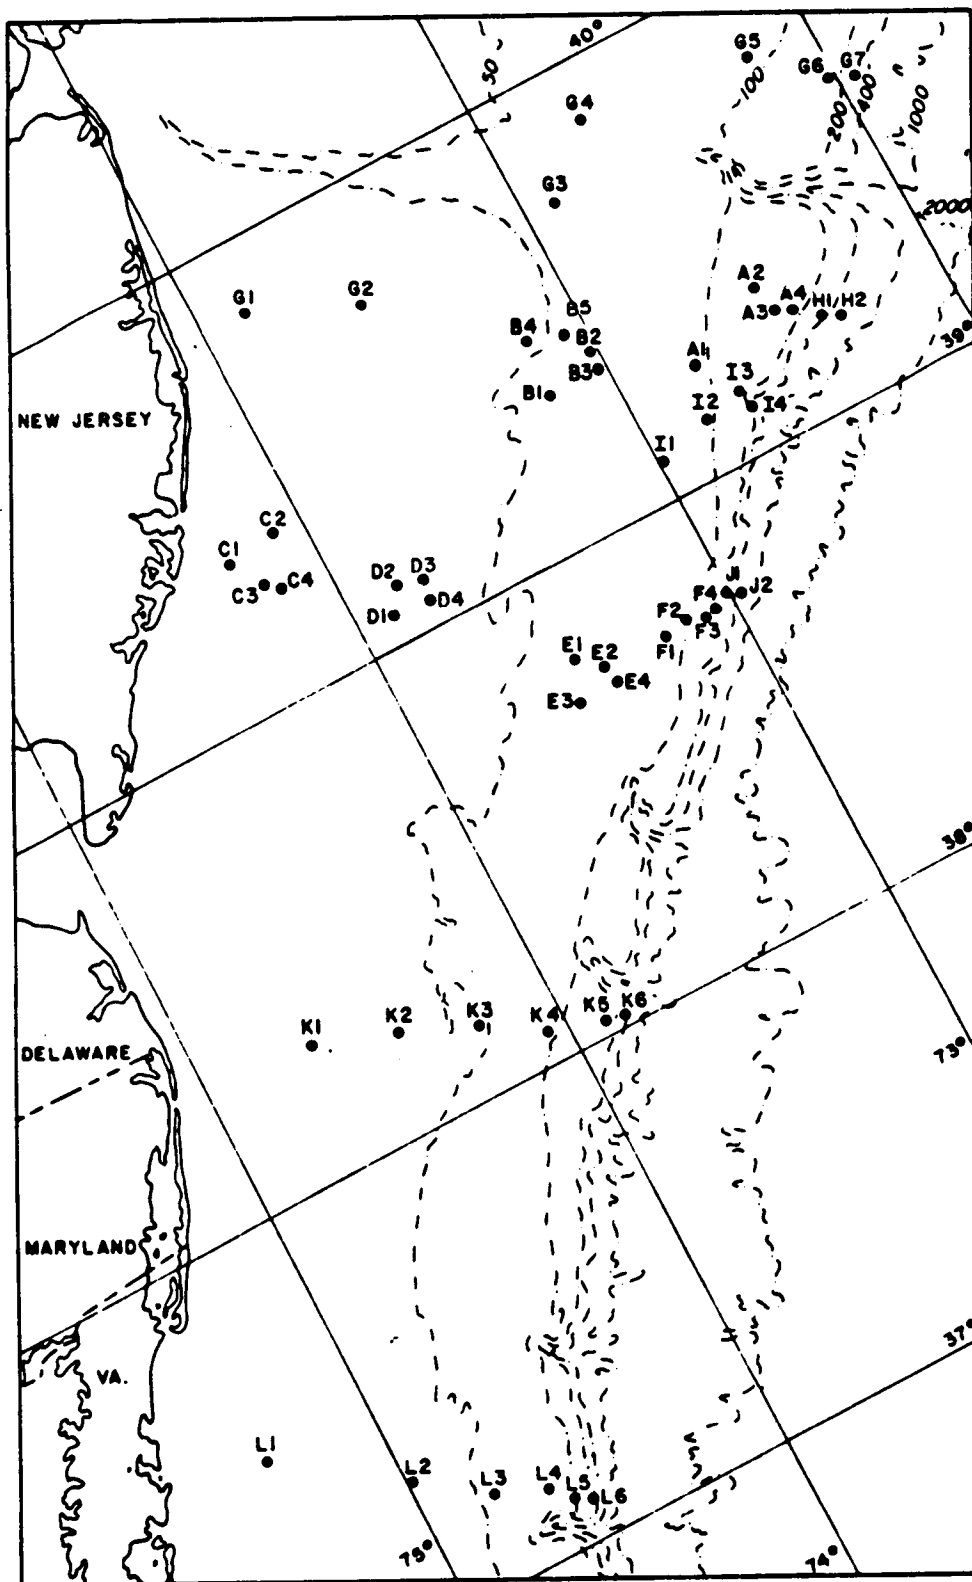 40°
50
100
G5
G6
G7
200
400
1000
G4
G3
2000
A2
A3
A4
H1/H2
G1
G2
B5
B4
B2
B3
B1
39°
A1
I3
I4
I2
I1
NEW JERSEY
C2
C1
C3
C4
D2
D3
D1
D4
J1
J2
F4
F2
F3
F1
E1
E2
E4
E3
38°
K1
K2
K3
K4
K5
K6
73°
DELAWARE
MARYLAND
37°
VA.
L1
L2
L3
L4
L5
L6
75°
74°